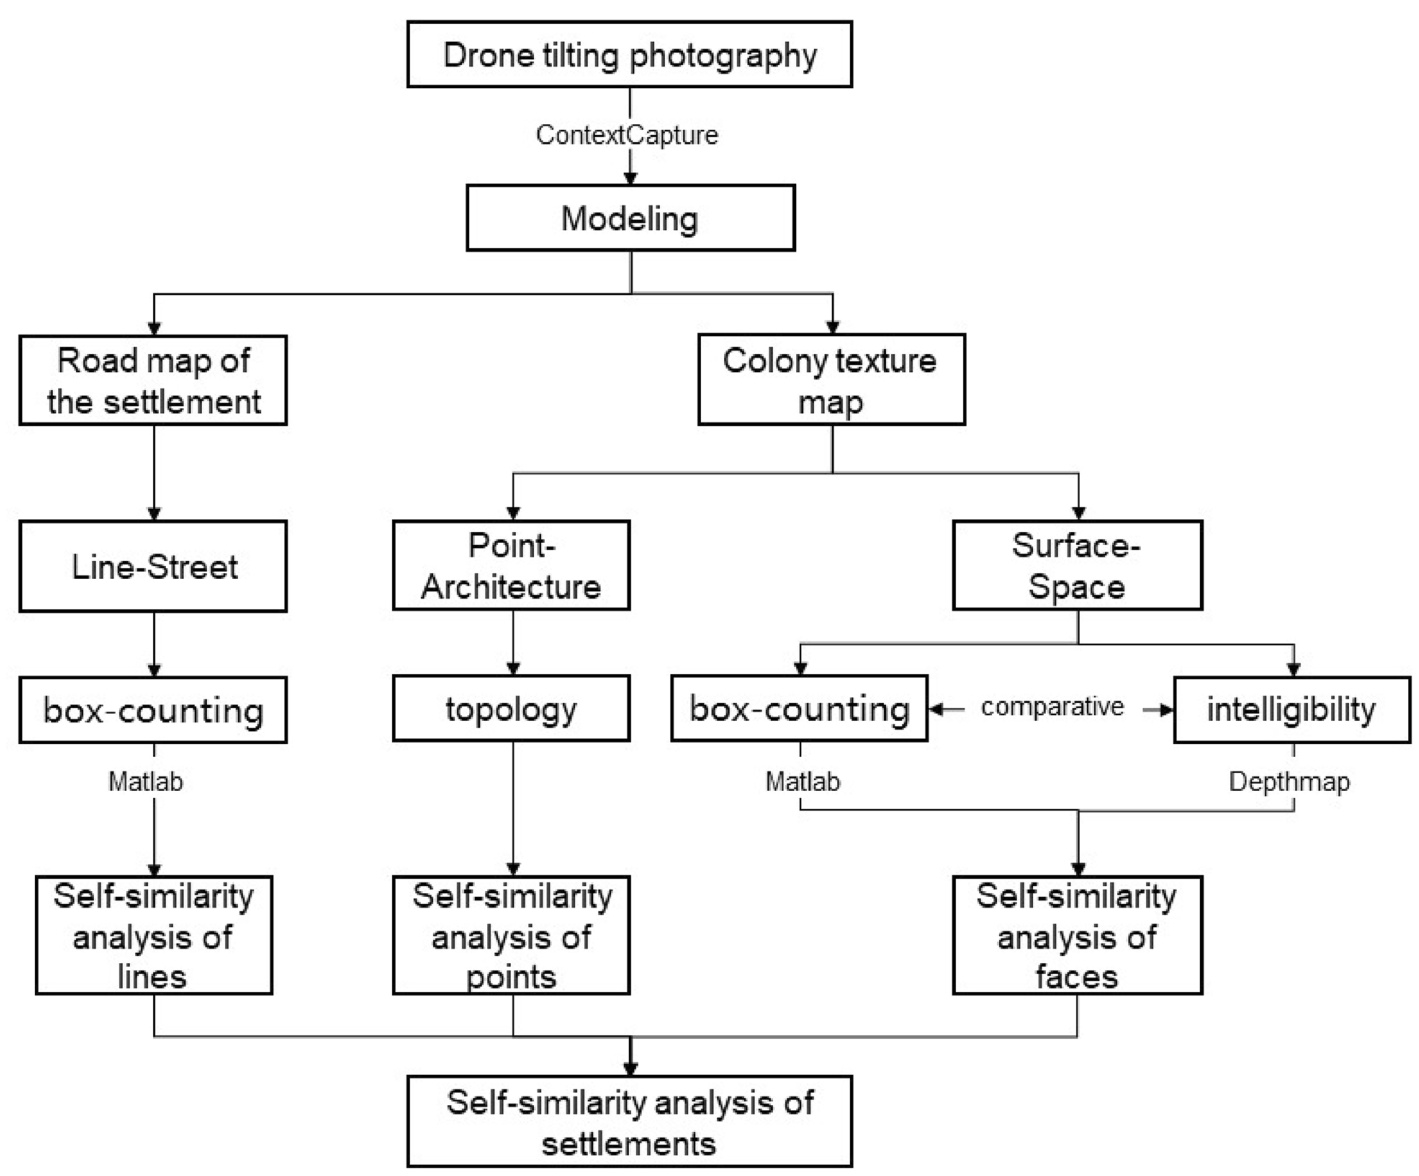 Drone tilting photography
ContextCapture
Modeling
Road map of
the settlement
Colony texture
map
Line-Street
Point-
Architecture
Surface-
Space
box-counting
topology
box-counting
comparative
intelligibility
Matlab
Matlab
Depthmap
Self-similarity
analysis of
lines
Self-similarity
analysis of
points
Self-similarity
analysis of
faces
Self-similarity analysis of
settlements